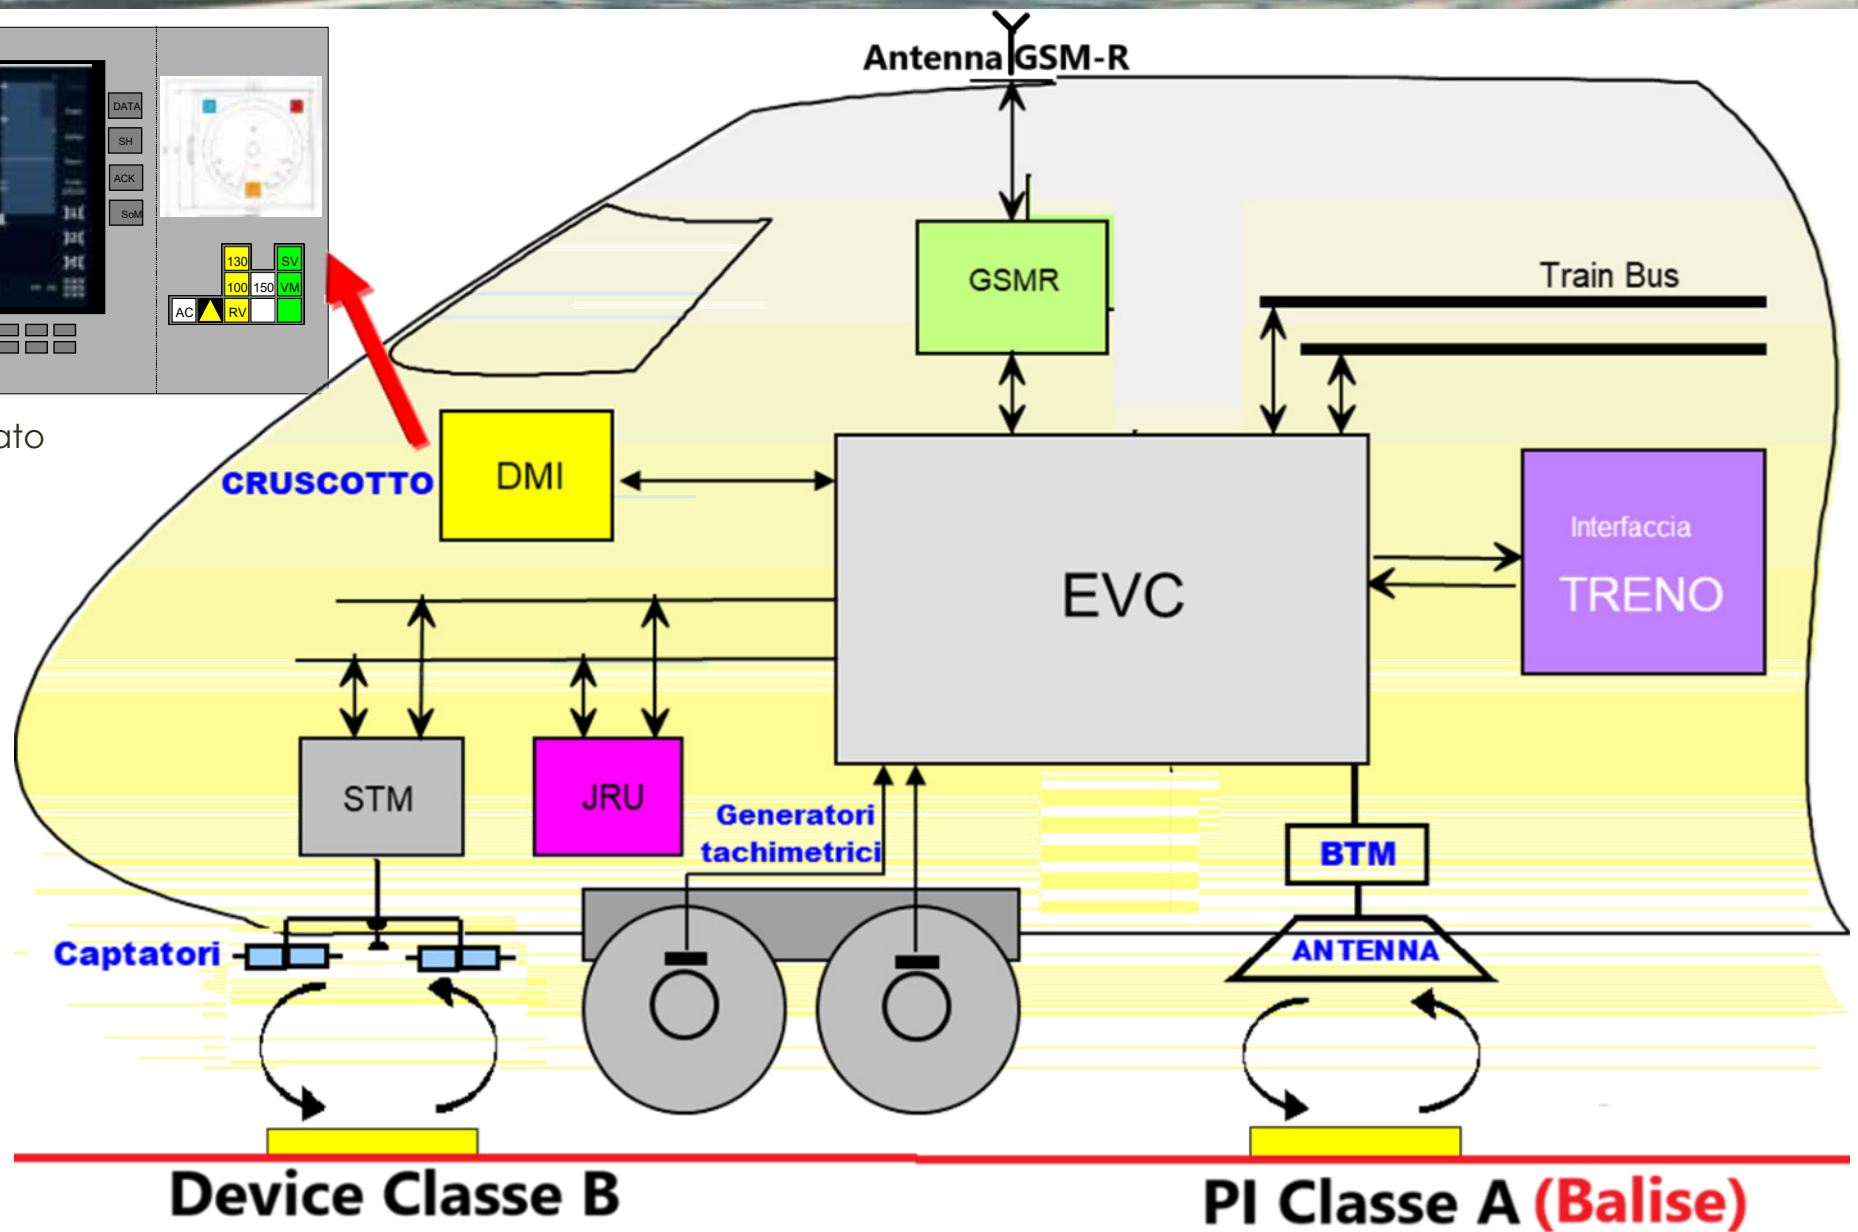 Antenna GSM-R
DATA
SH
ACK
SoM
130
SV
100
150
VM
AC
RV
ato
GSMR
Train Bus
CRUSCOTTO
DMI
EVC
Interfaccia
TRENO
STM
JRU
Generatori
tachimetrici
BTM
Captatori
ANTENNA
Device Classe B
PI Classe A (Balise)